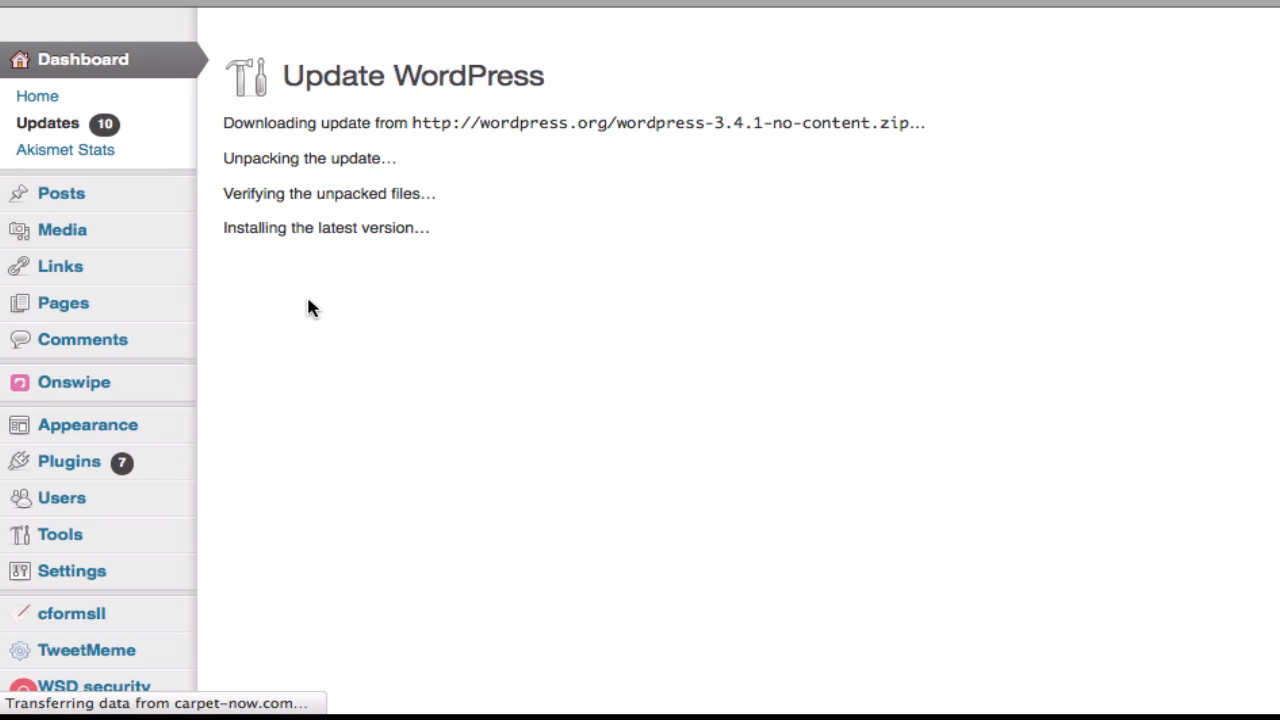 Dashboard
Home
Updates 10
Akismet Stats
Posts
Media
Links
Pages
Comments
Onswipe
Appearance
Plugins 7
Users
Tools
Settings
cformsII
TweetMeme
WSD security
Update WordPress
Downloading update from http://wordpress.org/wordpress-3.4.1-no-content.zip…
Unpacking the update…
Verifying the unpacked files…
Installing the latest version…
Transferring data from carpet-now.com…